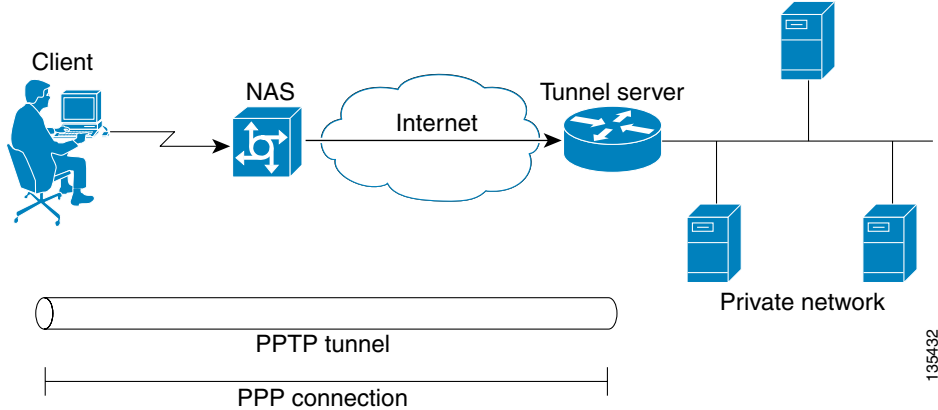 Client
NAS
Internet
Tunnel server
Private network
PPTP tunnel
PPP connection
135432